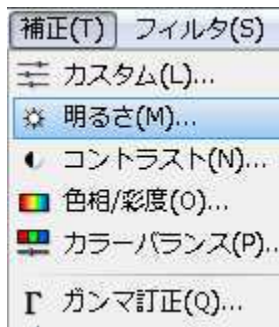 補正(T) フィルタ(S)
カスタム(L)...
明るさ(M)...
コントラスト(N)...
色相/彩度(O)...
カラーバランス(P)..
ガンマ訂正(Q)...